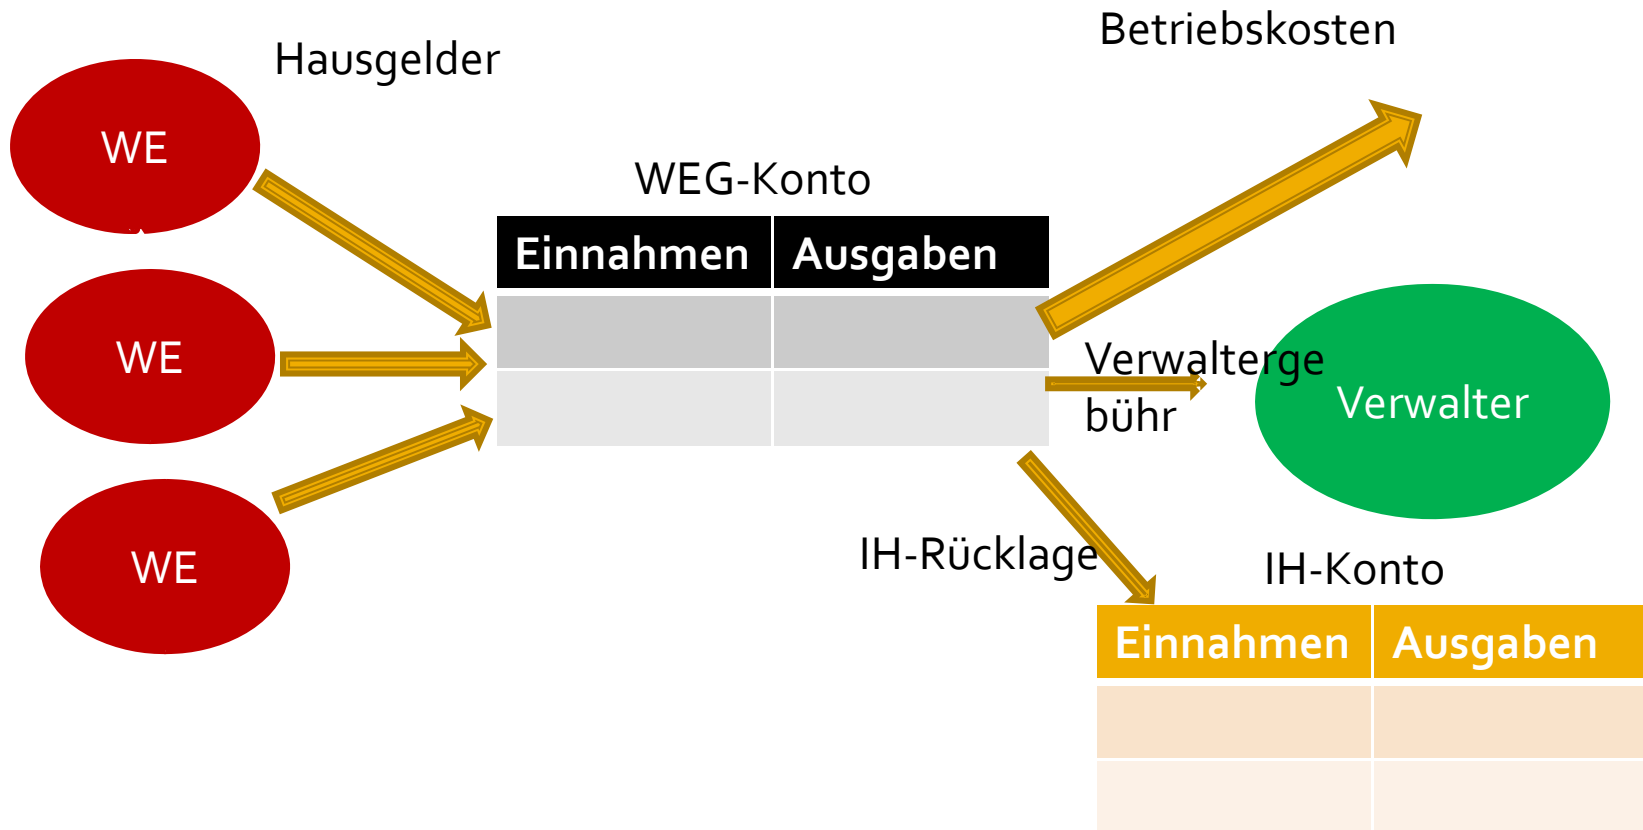 Hausgelder
Betriebskosten
WE
WEG-Konto
Einnahmen Ausgaben
WE
Verwalterge
bühr
Verwalter
WE
IH-Rücklage
IH-Konto
Einnahmen Ausgaben